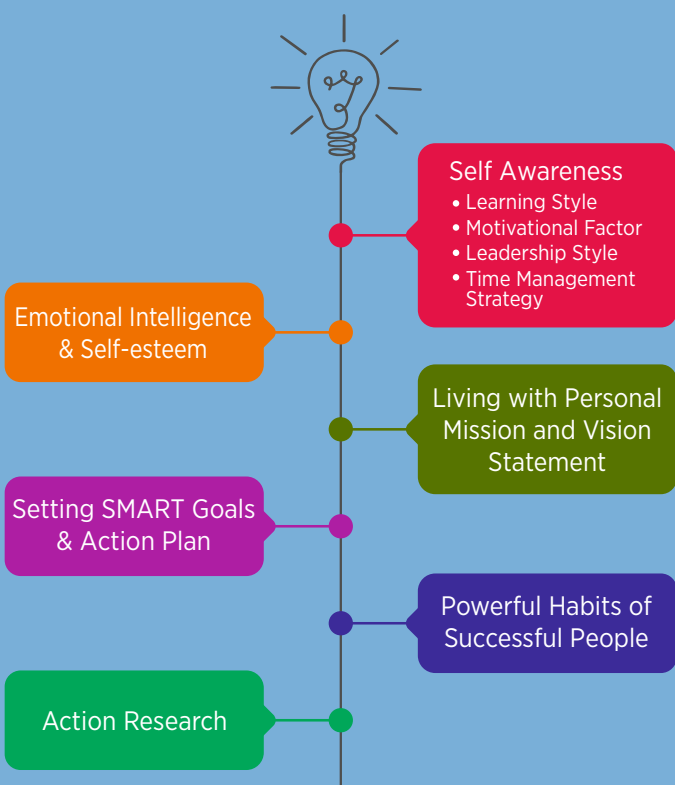 Self Awareness
• Learning Style
• Motivational Factor
• Leadership Style
• Time Management
Strategy
Emotional Intelligence
& Self-esteem
Living with Personal
Mission and Vision
Statement
Setting SMART Goals
& Action Plan
Powerful Habits of
Successful People
Action Research